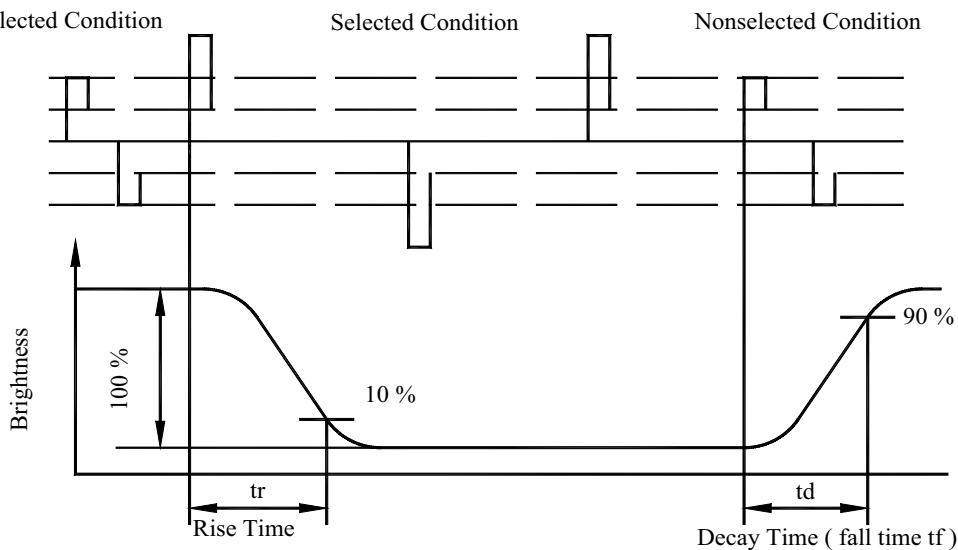 lected Condition
Selected Condition
Nonselected Condition
Brightness
100 %
10 %
90 %
tr
Rise Time
td
Decay Time ( fall time tf )